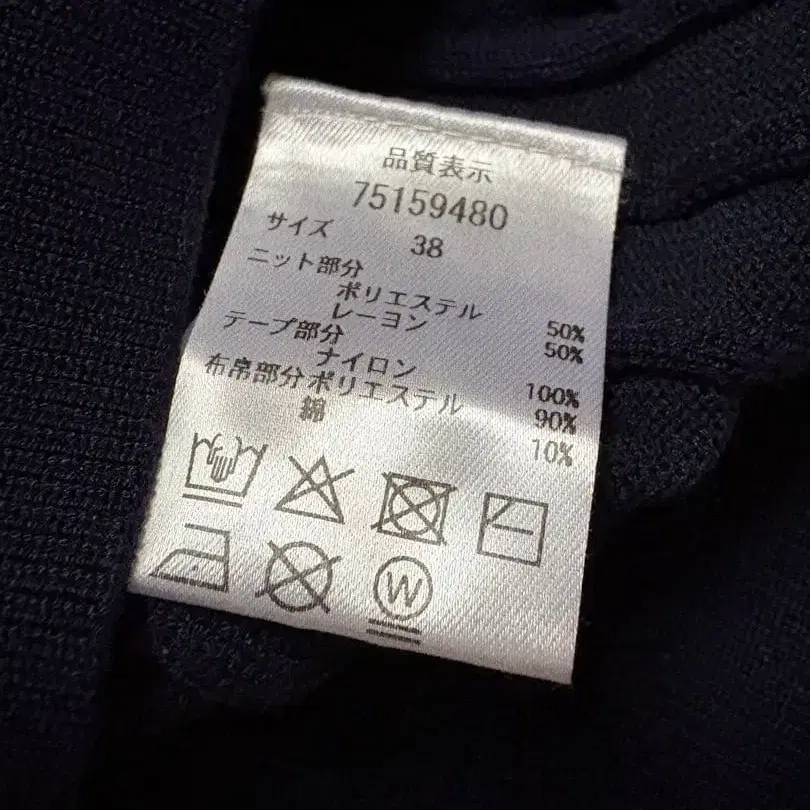 品質表示
75159480
サイズ 38
ニット部分
ポリエステル 50%
レーヨン 50%
テープ部分
ナイロン 100%
布帛部分ポリエステル 90%
綿 10%
W